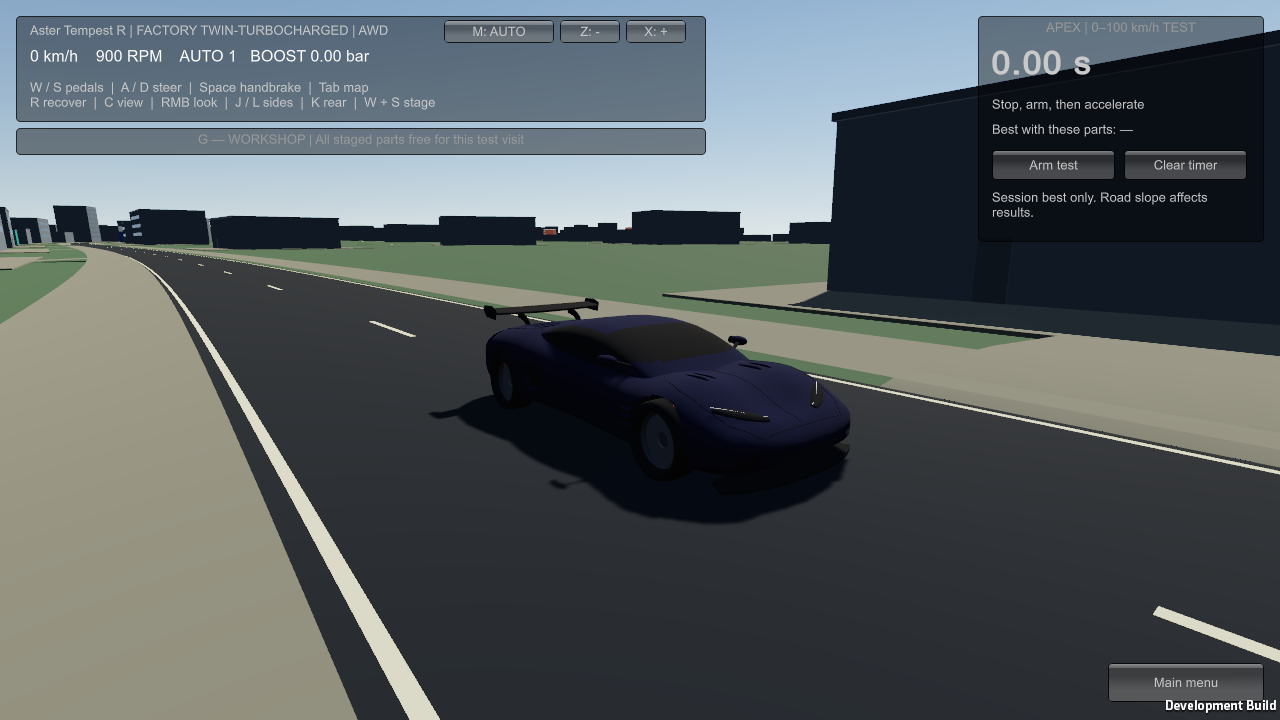 Aster Tempest R | FACTORY TWIN-TURBOCHARGED | AWD
M: AUTO
Z: -
X: +
0 km/h 900 RPM AUTO 1 BOOST 0.00 bar
W / S pedals | A / D steer | Space handbrake | Tab map
R recover | C view | RMB look | J / L sides | K rear | W + S stage
G — WORKSHOP | All staged parts free for this test visit
APEX | 0–100 km/h TEST
0.00 s
Stop, arm, then accelerate
Best with these parts: —
Arm test
Clear timer
Session best only. Road slope affects
results.
Main menu
Development Build